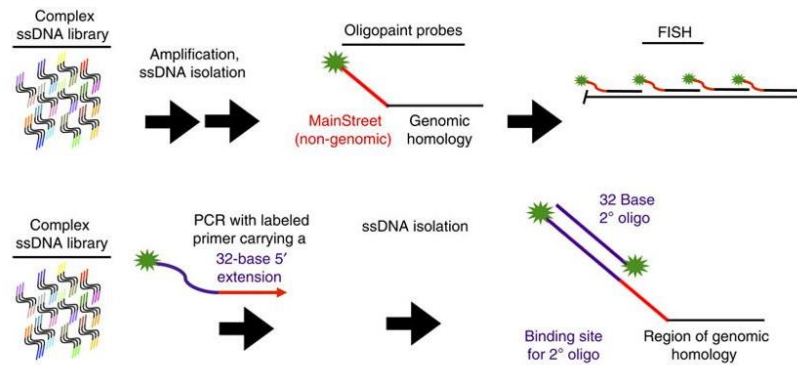 Complex
ssDNA library
Amplification,
ssDNA isolation
Oligopaint probes
MainStreet
(non-genomic)
Genomic
homology
FISH
Complex
ssDNA library
PCR with labeled
primer carrying a
32-base 5′
extension
ssDNA isolation
32 Base
2° oligo
Binding site
for 2° oligo
Region of genomic
homology